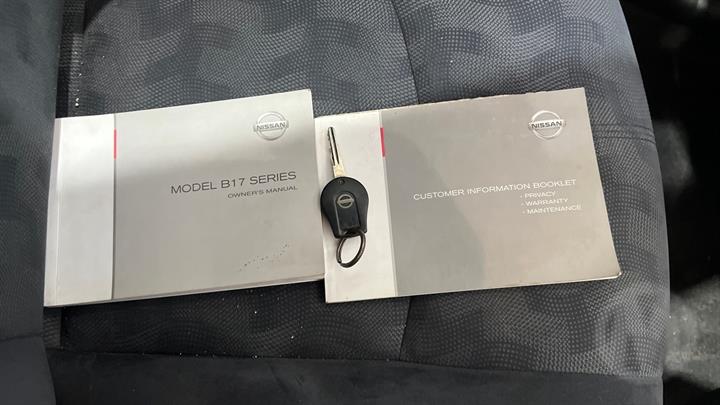 NISSAN
MODEL B17 SERIES
OWNER'S MANUAL
NISSAN
CUSTOMER INFORMATION BOOKLET
- PRIVACY
- WARRANTY
- MAINTENANCE